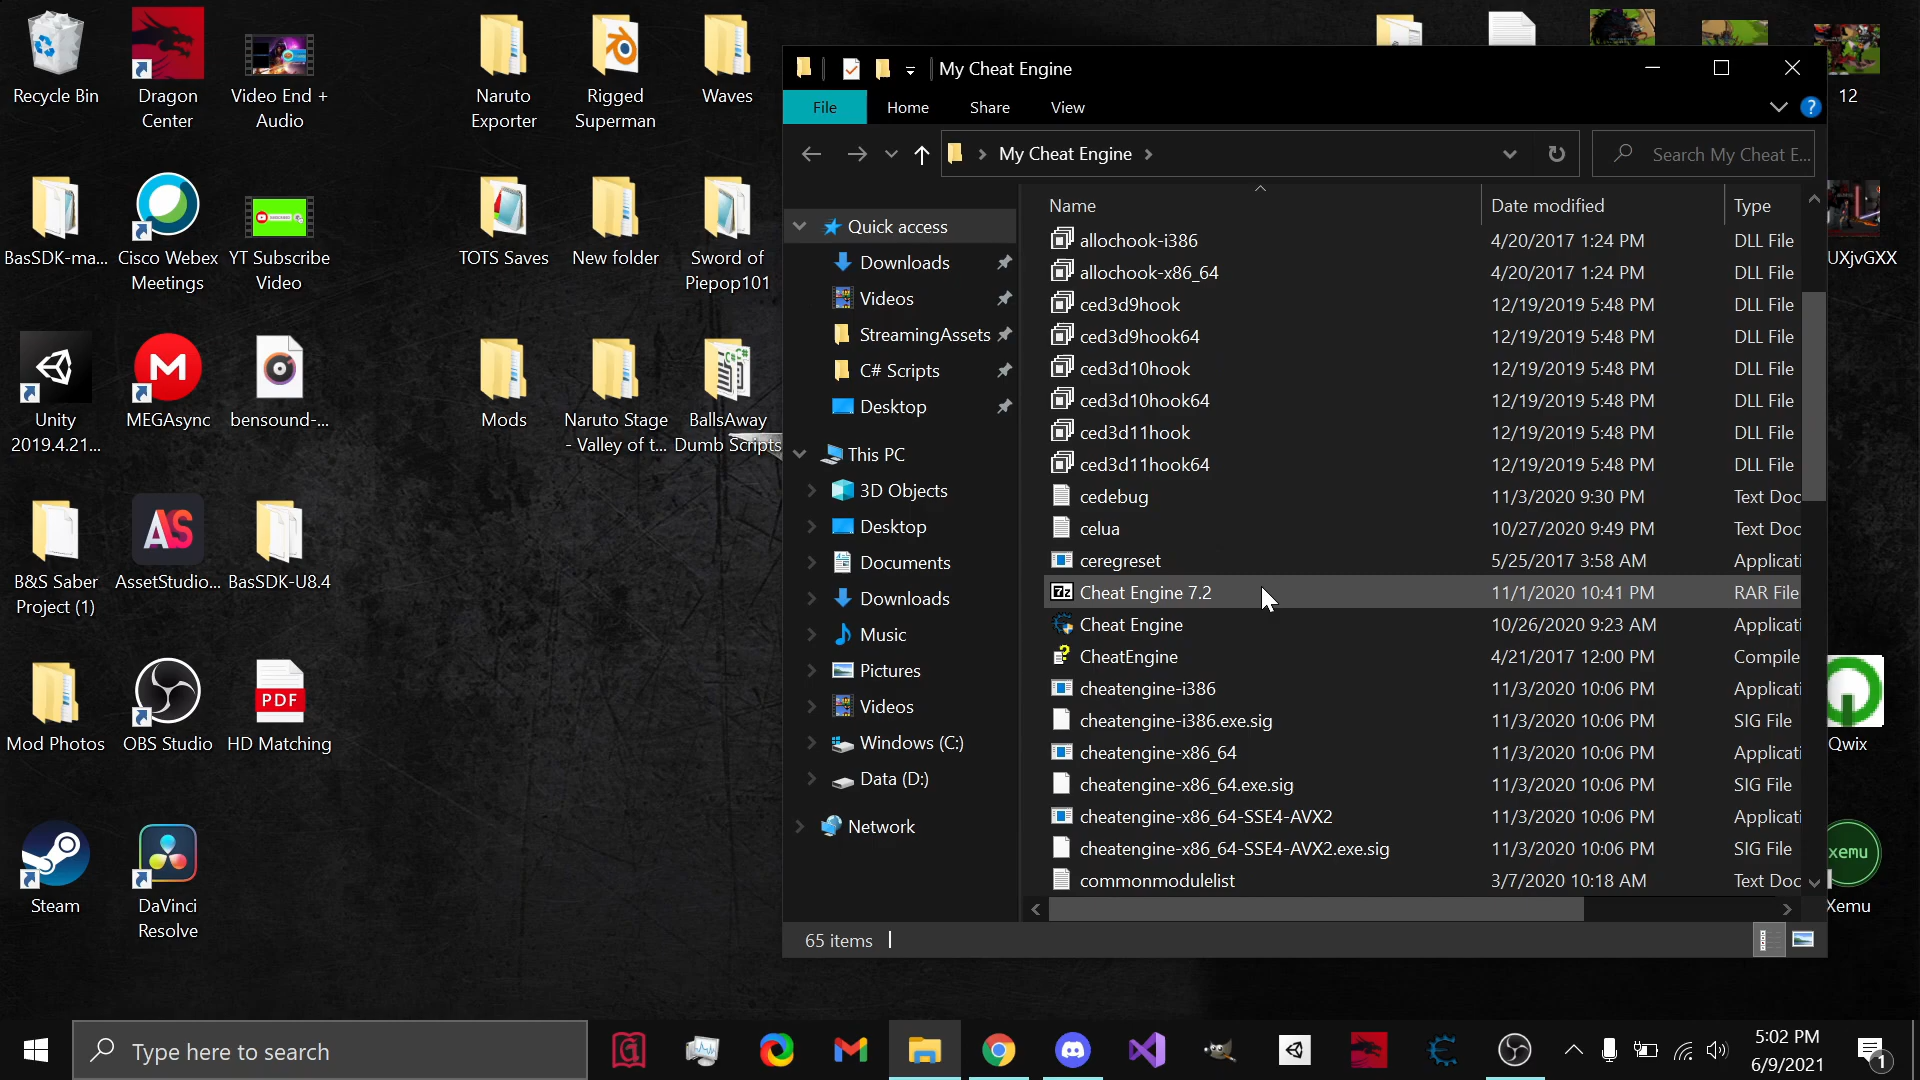 Recycle Bin
Dragon
Center
Video End +
Audio
Naruto
Exporter
Rigged
Superman
Waves
12
BasSDK-ma...
Cisco Webex
Meetings
YT Subscribe
Video
TOTS Saves
New folder
Sword of
Piepop101
UXjvGXX
Unity
2019.4.21...
MEGAsync
bensound-...
Mods
Naruto Stage
- Valley of t...
BallsAway
Dumb Scripts
B&S Saber
Project (1)
AssetStudio...
BasSDK-U8.4
Mod Photos
OBS Studio
PDF
HD Matching
Qwix
Steam
DaVinci
Resolve
xemu
Xemu
My Cheat Engine
File
Home
Share
View
My Cheat Engine
Search My Cheat E...
Quick access
Downloads
Videos
StreamingAssets
C# Scripts
Desktop
This PC
3D Objects
Desktop
Documents
Downloads
Music
Pictures
Videos
Windows (C:)
Data (D:)
Network
Name Date modified Type
allochook-i386 4/20/2017 1:24 PM DLL File
allochook-x86_64 4/20/2017 1:24 PM DLL File
ced3d9hook 12/19/2019 5:48 PM DLL File
ced3d9hook64 12/19/2019 5:48 PM DLL File
ced3d10hook 12/19/2019 5:48 PM DLL File
ced3d10hook64 12/19/2019 5:48 PM DLL File
ced3d11hook 12/19/2019 5:48 PM DLL File
ced3d11hook64 12/19/2019 5:48 PM DLL File
cedebug 11/3/2020 9:30 PM Text Doc
celua 10/27/2020 9:49 PM Text Doc
ceregreset 5/25/2017 3:58 AM Applicati
Cheat Engine 7.2 11/1/2020 10:41 PM RAR File
Cheat Engine 10/26/2020 9:23 AM Applicati
CheatEngine 4/21/2017 12:00 PM Compile
cheatengine-i386 11/3/2020 10:06 PM Applicati
cheatengine-i386.exe.sig 11/3/2020 10:06 PM SIG File
cheatengine-x86_64 11/3/2020 10:06 PM Applicati
cheatengine-x86_64.exe.sig 11/3/2020 10:06 PM SIG File
cheatengine-x86_64-SSE4-AVX2 11/3/2020 10:06 PM Applicati
cheatengine-x86_64-SSE4-AVX2.exe.sig 11/3/2020 10:06 PM SIG File
commonmodulelist 3/7/2020 10:18 AM Text Doc
65 items
Type here to search
5:02 PM
6/9/2021
1